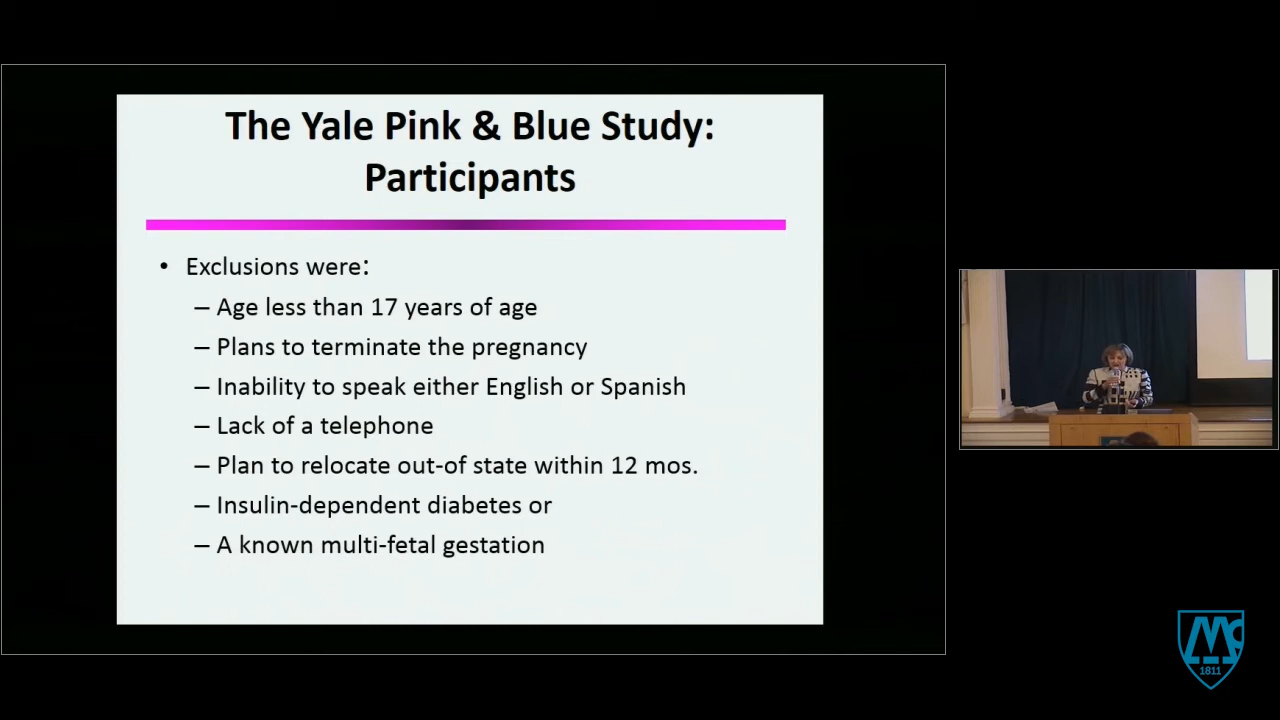 The Yale Pink & Blue Study:
Participants
• Exclusions were:
– Age less than 17 years of age
– Plans to terminate the pregnancy
– Inability to speak either English or Spanish
– Lack of a telephone
– Plan to relocate out-of state within 12 mos.
– Insulin-dependent diabetes or
– A known multi-fetal gestation
1811